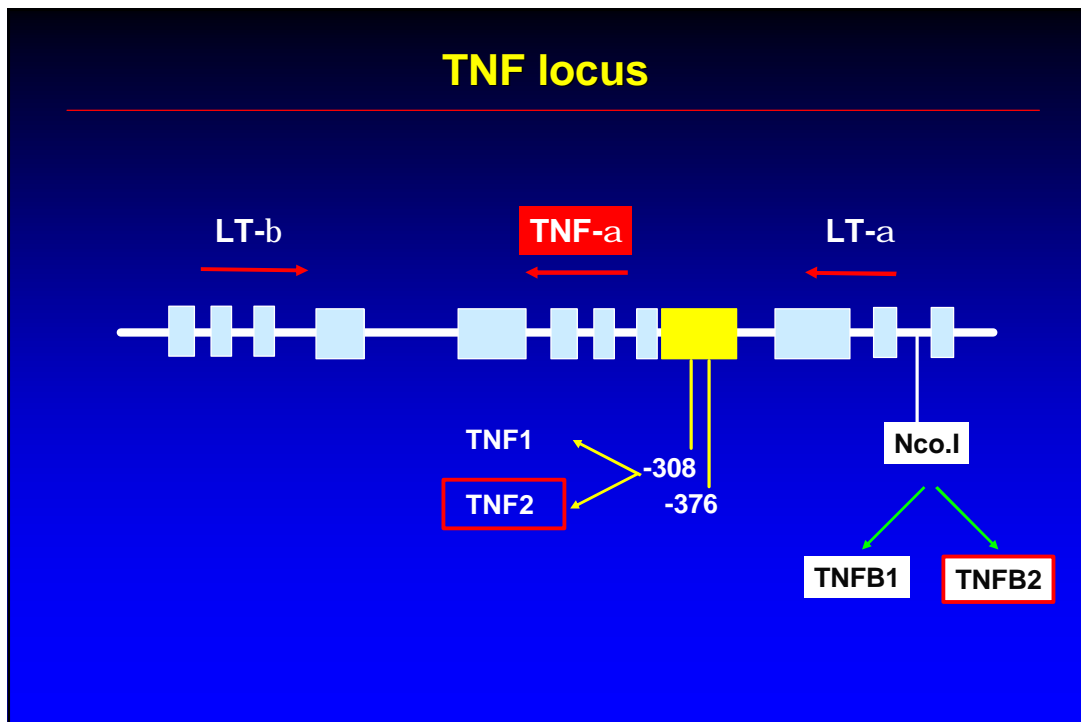 TNF locus
LT-b
TNF-a
LT-a
TNF1
Nco.I
-308
TNF2
-376
TNFB1
TNFB2